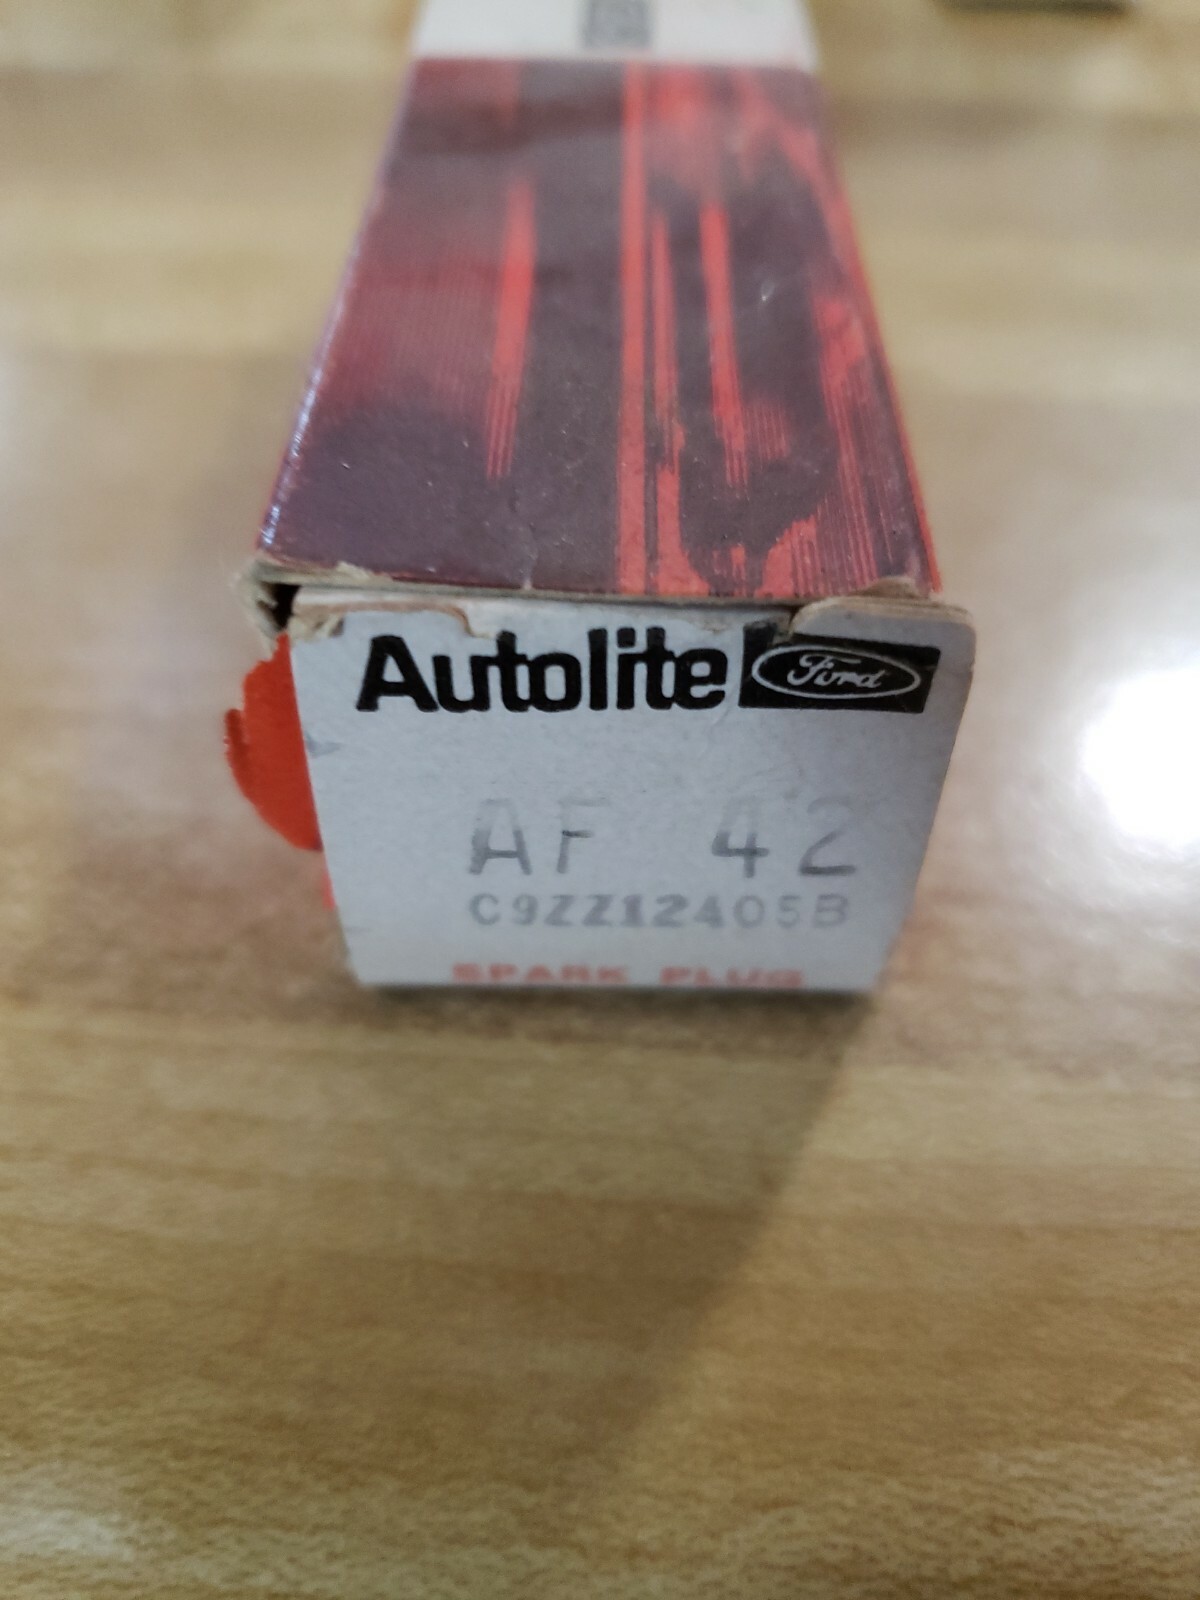 Autolite Ford
AF 42
C9ZZ12405B
SPARK PLUG